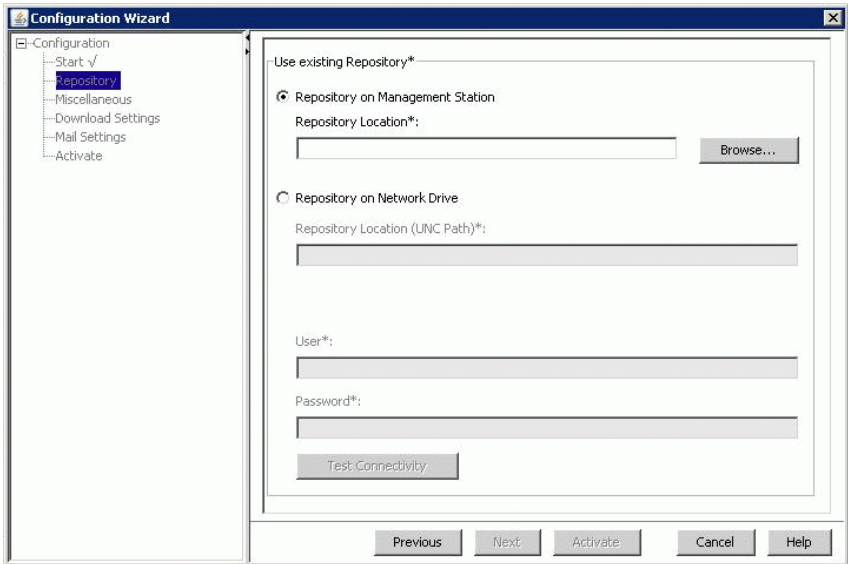 Configuration Wizard
Configuration
Start √
Repository
Miscellaneous
Download Settings
Mail Settings
Activate
Use existing Repository*
Repository on Management Station
Repository Location*:
Browse...
Repository on Network Drive
Repository Location (UNC Path)*:
User*:
Password*:
Test Connectivity
Previous Next Activate Cancel Help